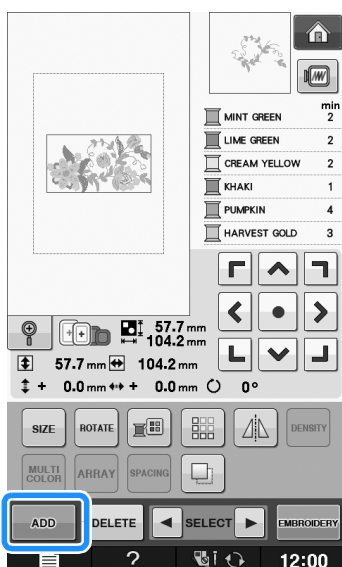 min
MINT GREEN 2
LIME GREEN 2
CREAM YELLOW 2
KHAKI 1
PUMPKIN 4
HARVEST GOLD 3
57.7 mm
104.2 mm
57.7 mm 104.2 mm
+ 0.0 mm + 0.0 mm 0°
SIZE ROTATE DENSITY
MULTI COLOR ARRAY SPACING
ADD DELETE SELECT EMBROIDERY
? 12:00